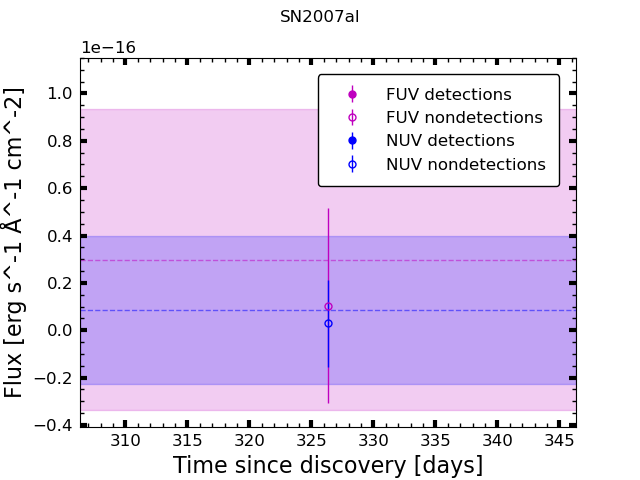 SN2007al
1e−16
FUV detections
FUV nondetections
NUV detections
NUV nondetections
1.0
0.8
0.6
0.4
0.2
0.0
−0.2
−0.4
Flux [erg s^-1 Å^-1 cm^-2]
310 315 320 325 330 335 340 345
Time since discovery [days]